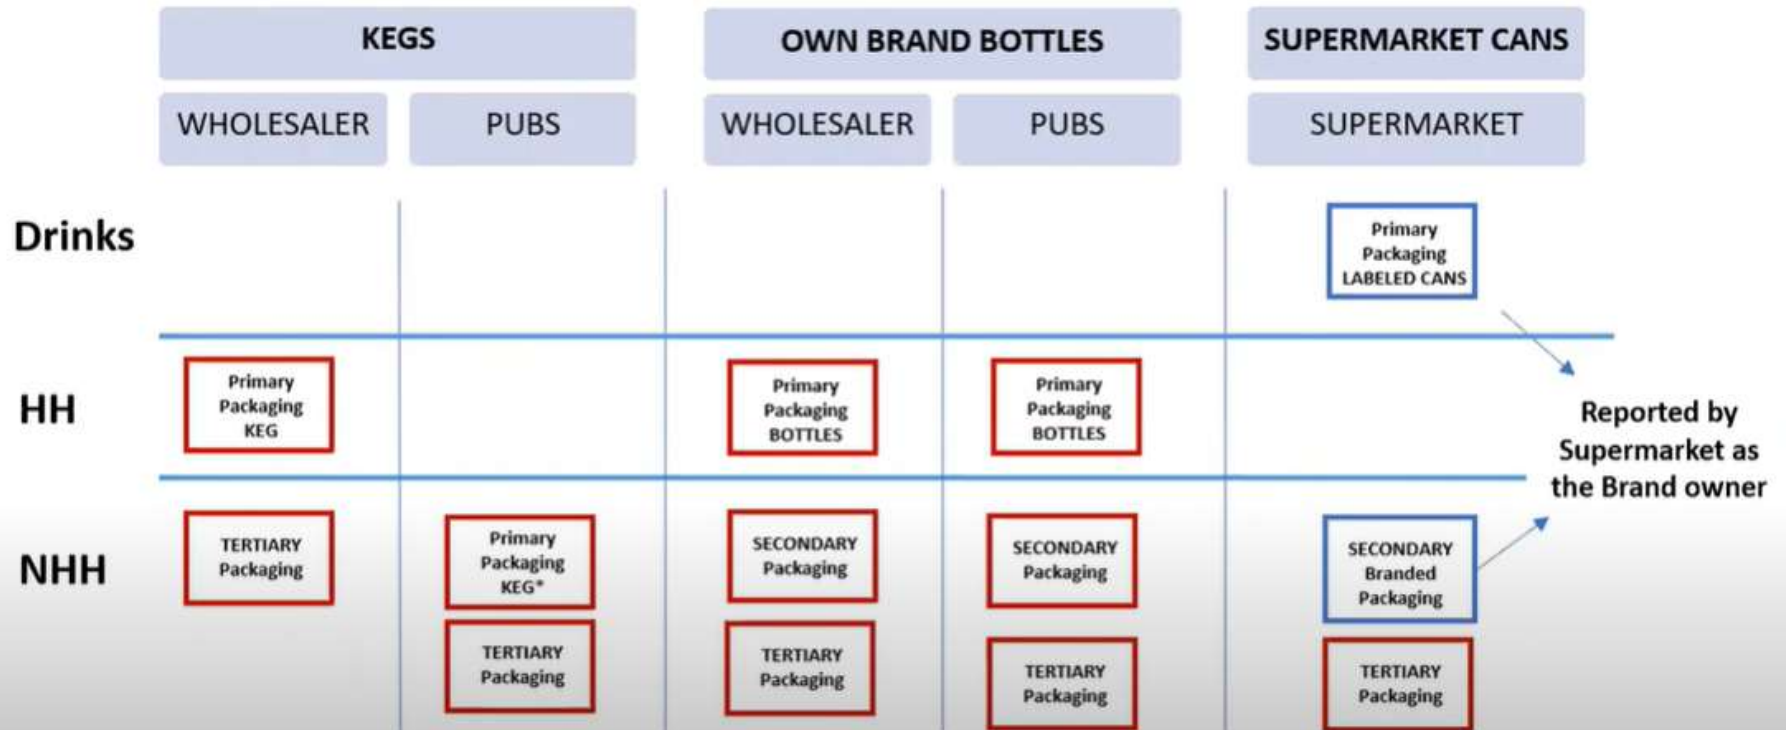 KEGS
OWN BRAND BOTTLES
SUPERMARKET CANS
WHOLESALER
PUBS
WHOLESALER
PUBS
SUPERMARKET
Drinks
Primary
Packaging
LABELED CANS
HH
Primary
Packaging
KEG
Primary
Packaging
BOTTLES
Primary
Packaging
BOTTLES
Reported by
Supermarket as
the Brand owner
NHH
TERTIARY
Packaging
Primary
Packaging
KEG*
SECONDARY
Packaging
SECONDARY
Packaging
SECONDARY
Branded
Packaging
TERTIARY
Packaging
TERTIARY
Packaging
TERTIARY
Packaging
TERTIARY
Packaging